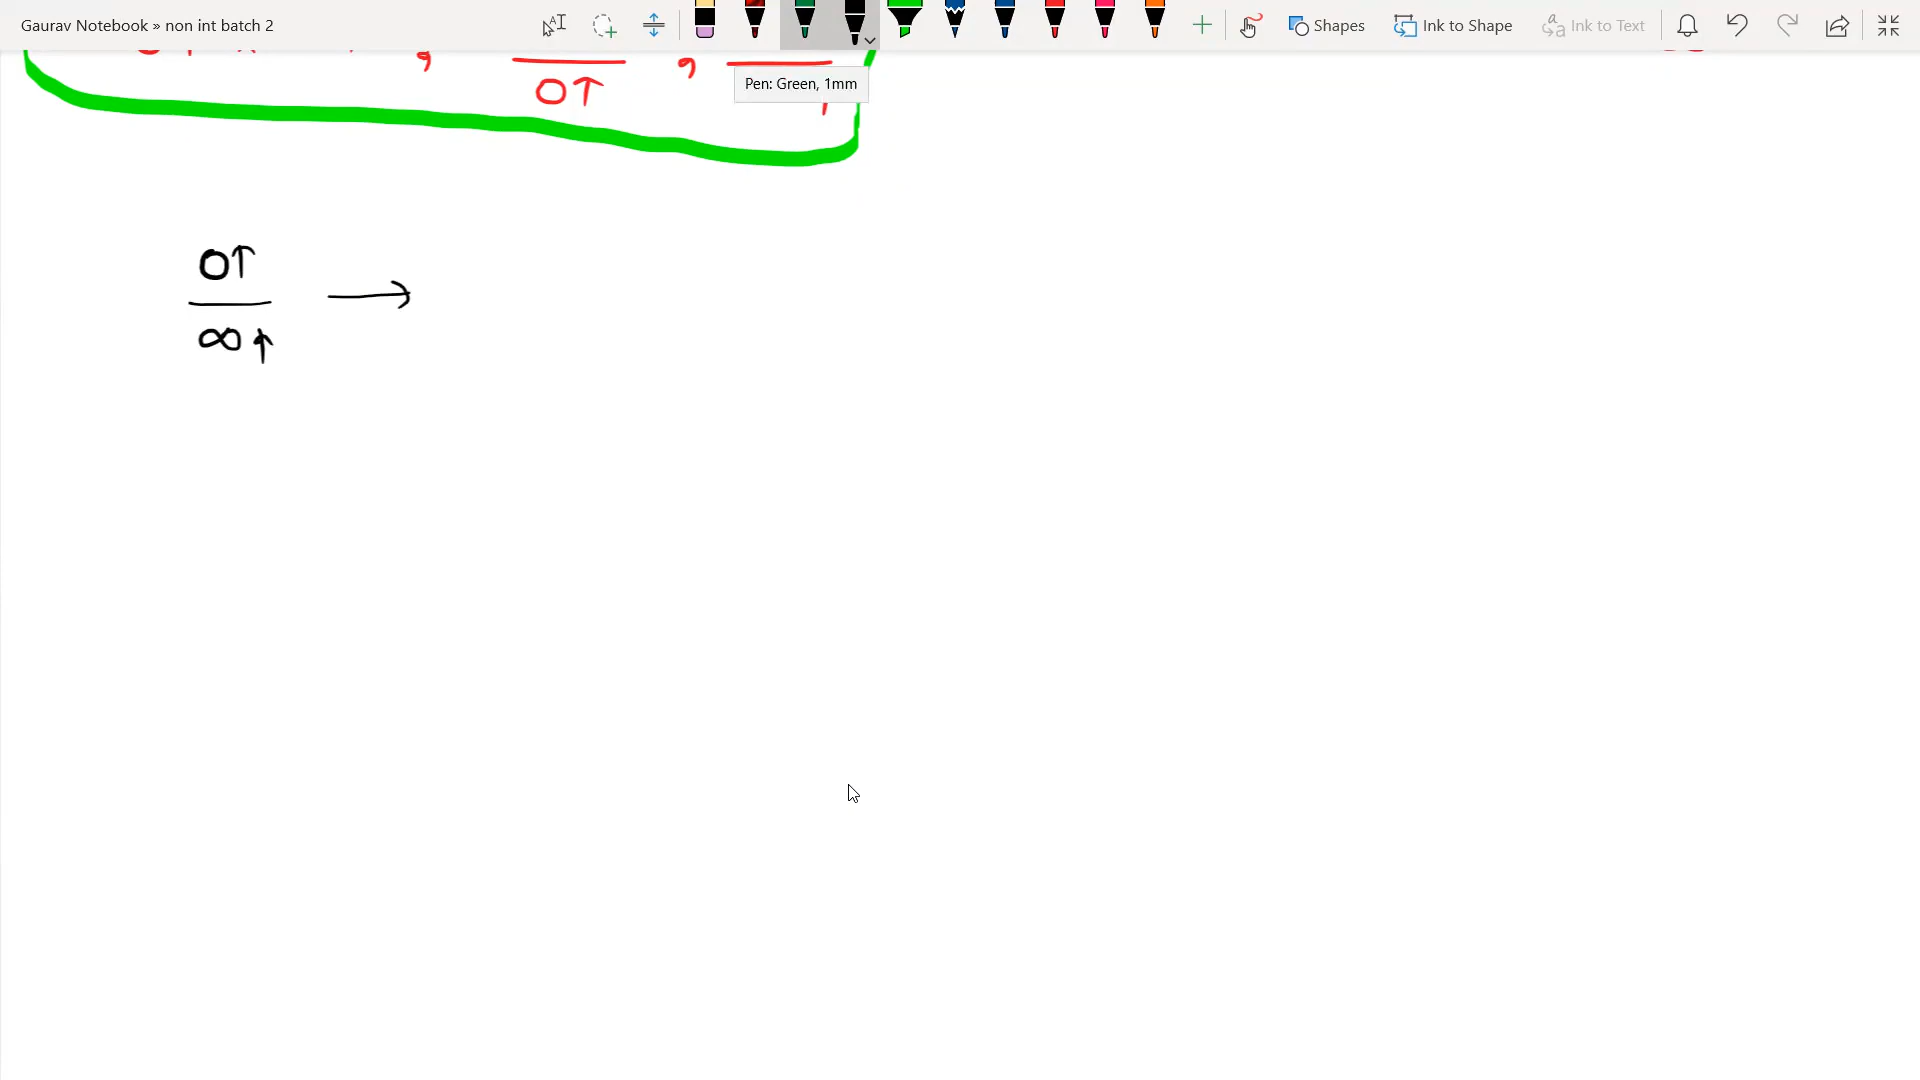 Gaurav Notebook » non int batch 2
Shapes
Ink to Shape
Ink to Text
Pen: Green, 1mm
, ,
0↑
0↑
→
∞↑